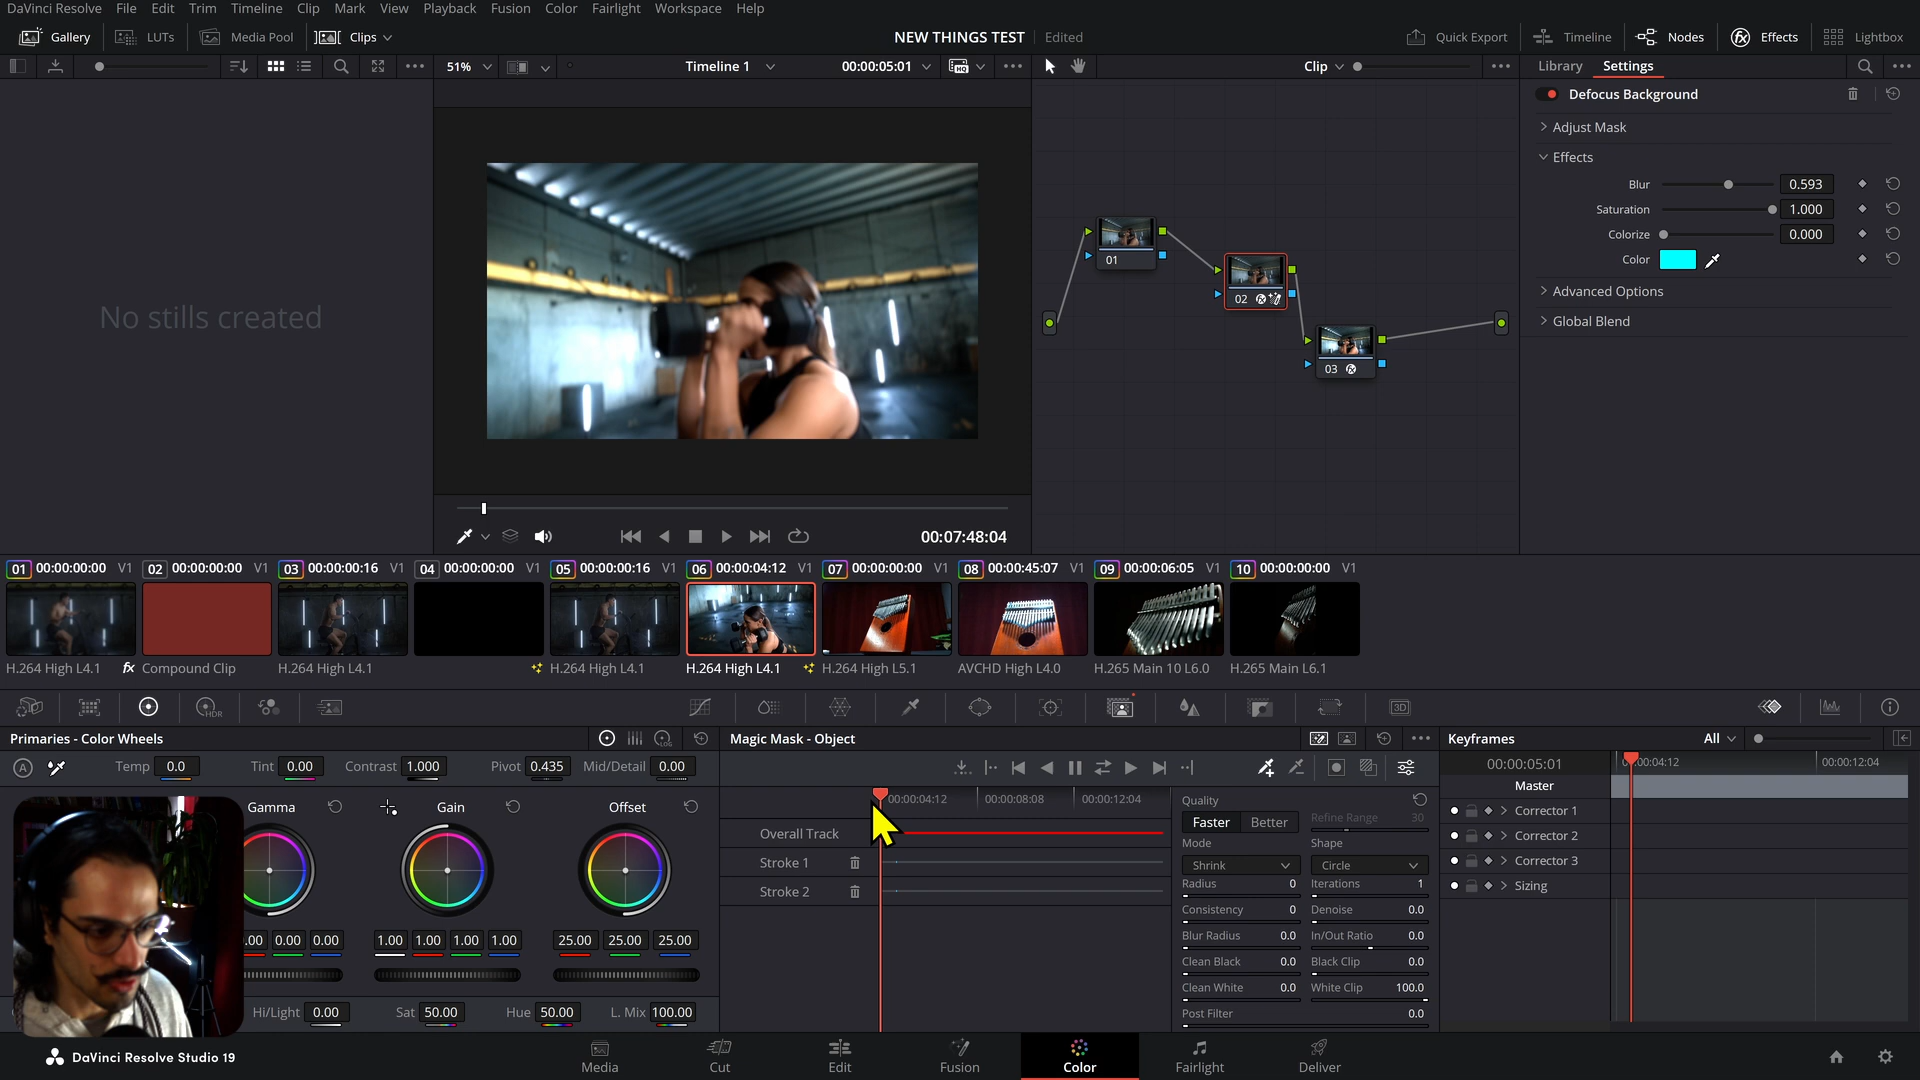 DaVinci Resolve File Edit Trim Timeline Clip Mark View Playback Fusion Color Fairlight Workspace Help
Gallery LUTs Media Pool Clips NEW THINGS TEST Edited Quick Export Timeline Nodes Effects Lightbox
51% Timeline 1 00:00:05:01 Clip Library Settings
Defocus Background
Adjust Mask
Effects
Blur 0.593
Saturation 1.000
Colorize 0.000
Color
Advanced Options
Global Blend
No stills created
01
02
03
00:07:48:04
01 00:00:00:00 V1 02 00:00:00:00 V1 03 00:00:00:16 V1 04 00:00:00:00 V1 05 00:00:00:16 V1 06 00:00:04:12 V1 07 00:00:00:00 V1 08 00:00:45:07 V1 09 00:00:06:05 V1 10 00:00:00:00 V1
H.264 High L4.1 fx Compound Clip H.264 High L4.1 H.264 High L4.1 H.264 High L4.1 H.264 High L5.1 AVCHD High L4.0 H.265 Main 10 L6.0 H.265 Main L6.1
HDR 3D
Primaries - Color Wheels LOG Magic Mask - Object Keyframes All
A Temp 0.0 Tint 0.00 Contrast 1.000 Pivot 0.435 Mid/Detail 0.00
Gamma Gain Offset
.00 0.00 0.00 1.00 1.00 1.00 1.00 25.00 25.00 25.00
Hi/Light 0.00 Sat 50.00 Hue 50.00 L. Mix 100.00
00:00:04:12 00:00:08:08 00:00:12:04
Overall Track
Stroke 1
Stroke 2
Quality
Faster Better Refine Range 30
Mode Shape
Shrink Circle
Radius 0 Iterations 1
Consistency 0 Denoise 0.0
Blur Radius 0.0 In/Out Ratio 0.0
Clean Black 0.0 Black Clip 0.0
Clean White 0.0 White Clip 100.0
Post Filter 0.0
00:00:05:01 :00:04:12 00:00:12:04
Master
Corrector 1
Corrector 2
Corrector 3
Sizing
DaVinci Resolve Studio 19 Media Cut Edit Fusion Color Fairlight Deliver